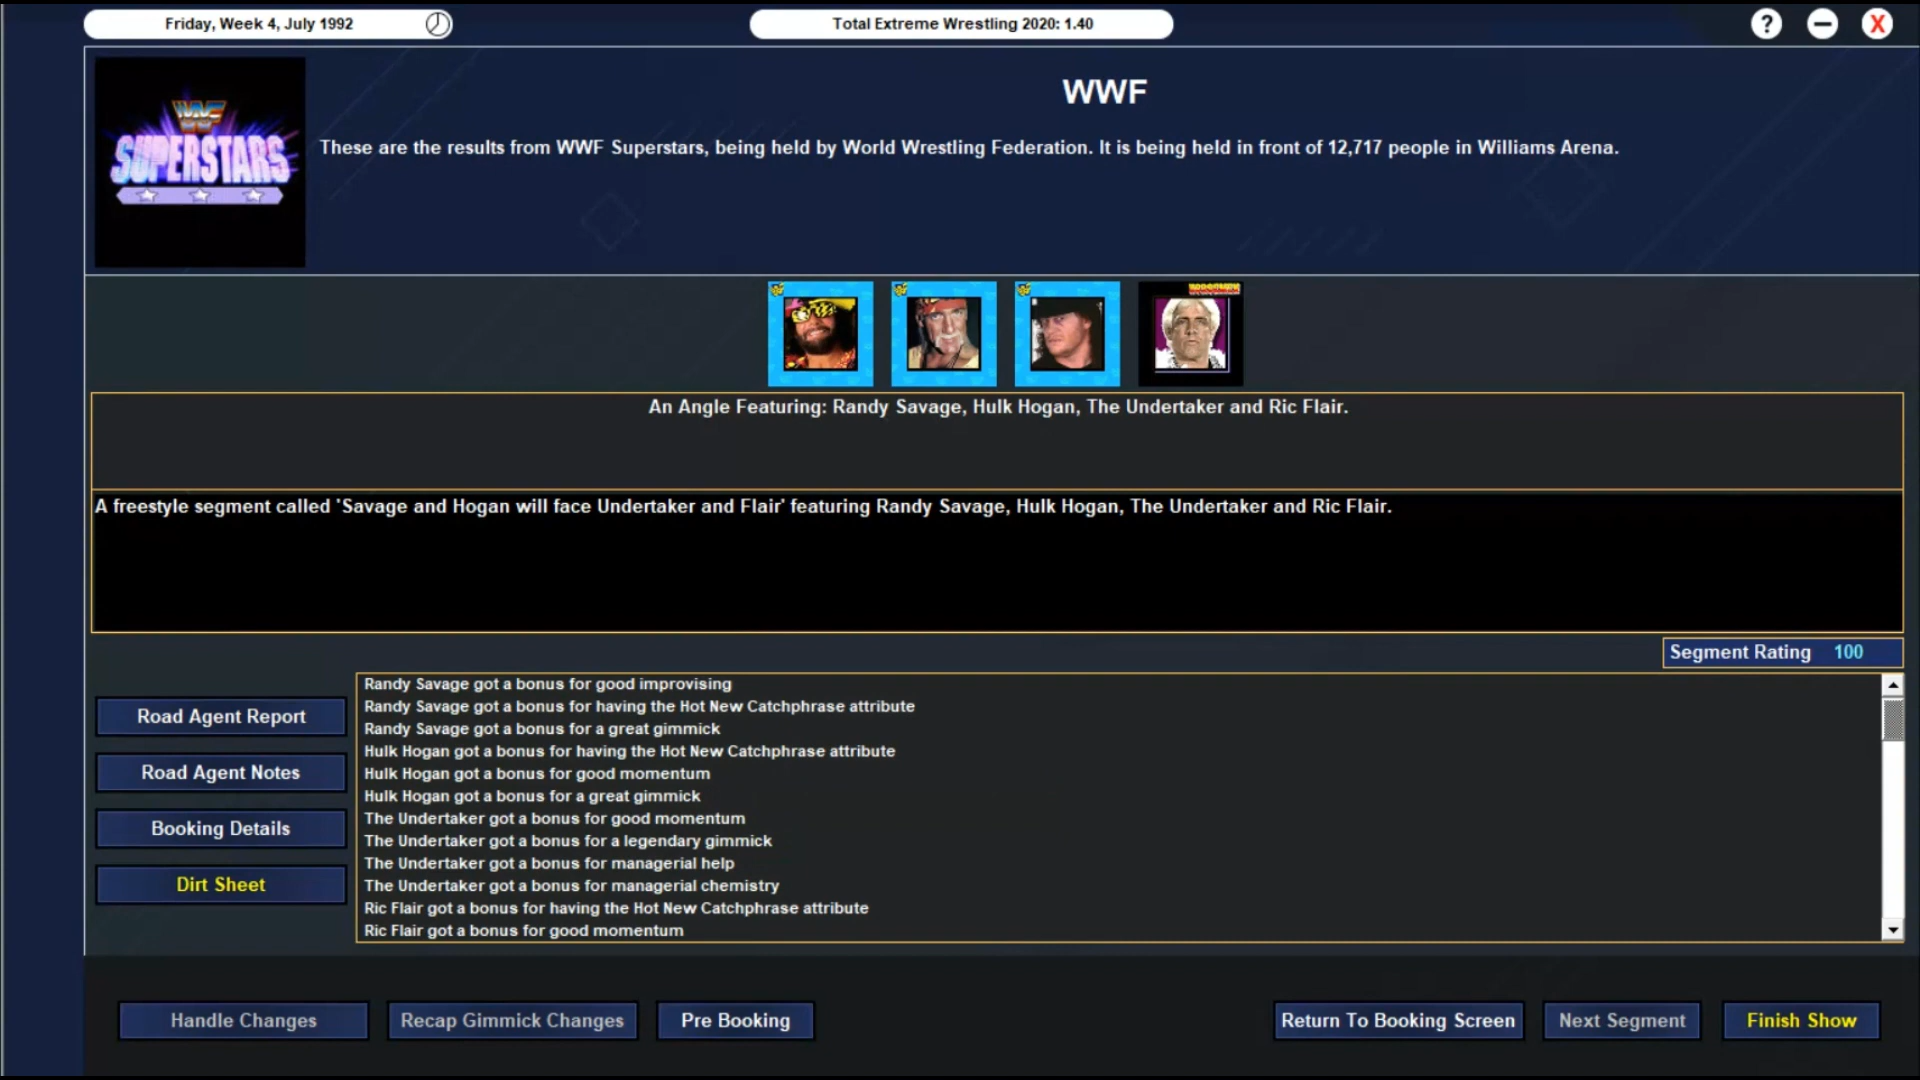 Friday, Week 4, July 1992
Total Extreme Wrestling 2020: 1.40
?
X
WWF
SUPERSTARS
WWF
These are the results from WWF Superstars, being held by World Wrestling Federation. It is being held in front of 12,717 people in Williams Arena.
An Angle Featuring: Randy Savage, Hulk Hogan, The Undertaker and Ric Flair.
A freestyle segment called 'Savage and Hogan will face Undertaker and Flair' featuring Randy Savage, Hulk Hogan, The Undertaker and Ric Flair.
Segment Rating 100
Road Agent Report
Road Agent Notes
Booking Details
Dirt Sheet
Randy Savage got a bonus for good improvising
Randy Savage got a bonus for having the Hot New Catchphrase attribute
Randy Savage got a bonus for a great gimmick
Hulk Hogan got a bonus for having the Hot New Catchphrase attribute
Hulk Hogan got a bonus for good momentum
Hulk Hogan got a bonus for a great gimmick
The Undertaker got a bonus for good momentum
The Undertaker got a bonus for a legendary gimmick
The Undertaker got a bonus for managerial help
The Undertaker got a bonus for managerial chemistry
Ric Flair got a bonus for having the Hot New Catchphrase attribute
Ric Flair got a bonus for good momentum
Handle Changes
Recap Gimmick Changes
Pre Booking
Return To Booking Screen
Next Segment
Finish Show